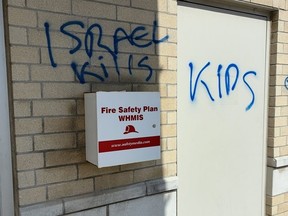 ISRAEL
Kills
KIDS
Fire Safety Plan
WHMIS